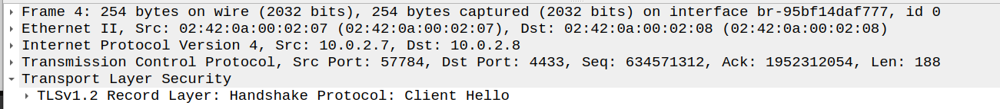 Frame 4: 254 bytes on wire (2032 bits), 254 bytes captured (2032 bits) on interface br-95bf14daf777, id 0
Ethernet II, Src: 02:42:0a:00:02:07 (02:42:0a:00:02:07), Dst: 02:42:0a:00:02:08 (02:42:0a:00:02:08)
Internet Protocol Version 4, Src: 10.0.2.7, Dst: 10.0.2.8
Transmission Control Protocol, Src Port: 57784, Dst Port: 4433, Seq: 634571312, Ack: 1952312054, Len: 188
Transport Layer Security
TLSv1.2 Record Layer: Handshake Protocol: Client Hello